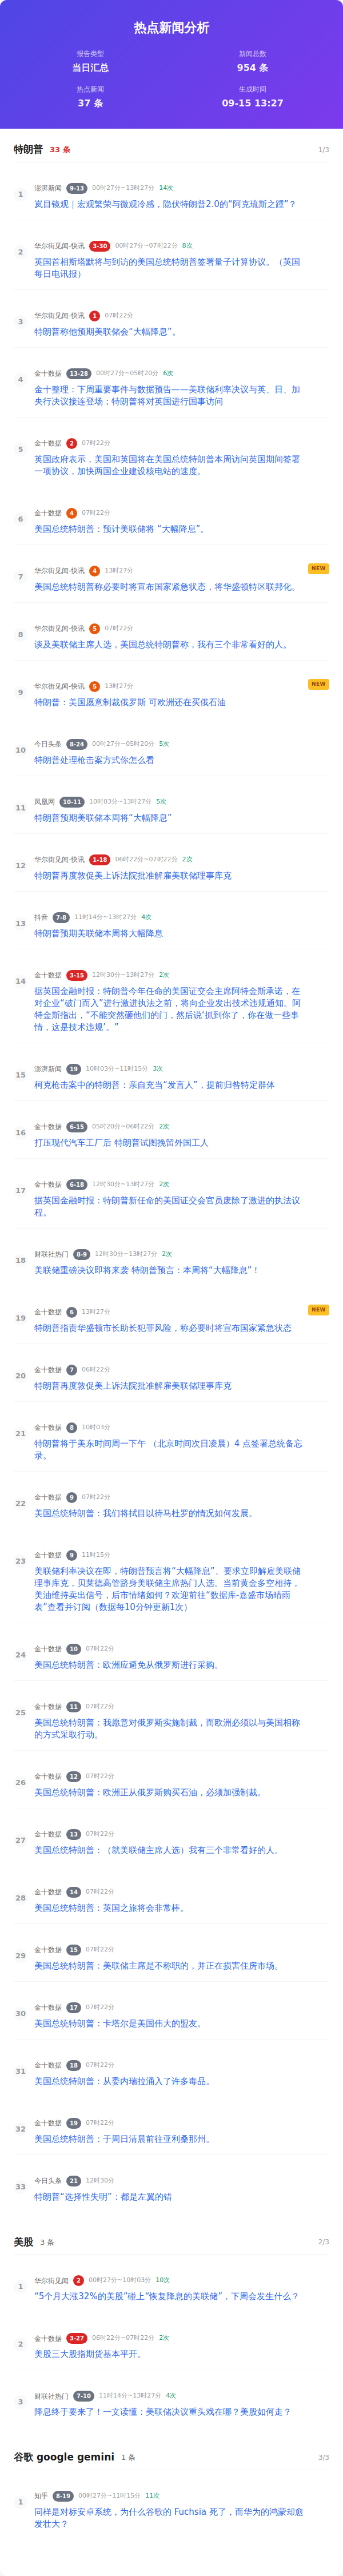 热点新闻分析
报告类型
新闻总数
当日汇总
954 条
热点新闻
生成时间
37 条
09-15 13:27
特朗普 33 条 1/3
1
澎湃新闻 9-13 00时27分~13时27分 14次
岚目镜观｜宏观繁荣与微观冷感，隐伏特朗普2.0的“阿克琉斯之踵”？
2
华尔街见闻-快讯 3-30 00时27分~07时22分 8次
英国首相斯塔默将与到访的美国总统特朗普签署量子计算协议。（英国
每日电讯报）
3
华尔街见闻-快讯 1 07时22分
特朗普称他预期美联储会“大幅降息”。
4
金十数据 13-28 00时27分~05时20分 6次
金十整理：下周重要事件与数据预告——美联储利率决议与英、日、加
央行决议接连登场；特朗普将对英国进行国事访问
5
金十数据 2 07时22分
英国政府表示，美国和英国将在美国总统特朗普本周访问英国期间签署
一项协议，加快两国企业建设核电站的速度。
6
金十数据 4 07时22分
美国总统特朗普：预计美联储将 “大幅降息”。
7
华尔街见闻-快讯 4 13时27分 NEW
美国总统特朗普称必要时将宣布国家紧急状态，将华盛顿特区联邦化。
8
华尔街见闻-快讯 5 07时22分
谈及美联储主席人选，美国总统特朗普称，我有三个非常看好的人。
9
华尔街见闻-快讯 5 13时27分 NEW
特朗普：美国愿意制裁俄罗斯 可欧洲还在买俄石油
10
今日头条 8-24 00时27分~05时20分 5次
特朗普处理枪击案方式你怎么看
11
凤凰网 10-11 10时03分~13时27分 5次
特朗普预期美联储本周将“大幅降息”
12
华尔街见闻-快讯 1-18 06时22分~07时22分 2次
特朗普再度敦促美上诉法院批准解雇美联储理事库克
13
抖音 7-8 11时14分~13时27分 4次
特朗普预期美联储本周将大幅降息
14
金十数据 3-15 12时30分~13时27分 2次
据英国金融时报：特朗普今年任命的美国证交会主席阿特金斯承诺，在
对企业“破门而入”进行激进执法之前，将向企业发出技术违规通知。阿
特金斯指出，“不能突然砸他们的门，然后说‘抓到你了，你在做一些事
情，这是技术违规’。”
15
澎湃新闻 19 10时03分~11时15分 3次
柯克枪击案中的特朗普：亲自充当“发言人”，提前归咎特定群体
16
金十数据 6-15 05时20分~06时22分 2次
打压现代汽车工厂后 特朗普试图挽留外国工人
17
金十数据 6-18 12时30分~13时27分 2次
据英国金融时报：特朗普新任命的美国证交会官员废除了激进的执法议
程。
18
财联社热门 8-9 12时30分~13时27分 2次
美联储重磅决议即将来袭 特朗普预言：本周将“大幅降息”！
19
金十数据 6 13时27分 NEW
特朗普指责华盛顿市长助长犯罪风险，称必要时将宣布国家紧急状态
20
金十数据 7 06时22分
特朗普再度敦促美上诉法院批准解雇美联储理事库克
21
金十数据 8 10时03分
特朗普将于美东时间周一下午 （北京时间次日凌晨）4 点签署总统备忘
录。
22
金十数据 9 07时22分
美国总统特朗普：我们将拭目以待马杜罗的情况如何发展。
23
金十数据 9 11时15分
美联储利率决议在即，特朗普预言将“大幅降息”、要求立即解雇美联储
理事库克，贝莱德高管跻身美联储主席热门人选。当前黄金多空相持，
美油维持卖出信号，后市情绪如何？欢迎前往“数据库-嘉盛市场晴雨
表”查看并订阅（数据每10分钟更新1次）
24
金十数据 10 07时22分
美国总统特朗普：欧洲应避免从俄罗斯进行采购。
25
金十数据 11 07时22分
美国总统特朗普：我愿意对俄罗斯实施制裁，而欧洲必须以与美国相称
的方式采取行动。
26
金十数据 12 07时22分
美国总统特朗普：欧洲正从俄罗斯购买石油，必须加强制裁。
27
金十数据 13 07时22分
美国总统特朗普：（就美联储主席人选）我有三个非常看好的人。
28
金十数据 14 07时22分
美国总统特朗普：英国之旅将会非常棒。
29
金十数据 15 07时22分
美国总统特朗普：美联储主席是不称职的，并正在损害住房市场。
30
金十数据 17 07时22分
美国总统特朗普：卡塔尔是美国伟大的盟友。
31
金十数据 18 07时22分
美国总统特朗普：从委内瑞拉涌入了许多毒品。
32
金十数据 19 07时22分
美国总统特朗普：于周日清晨前往亚利桑那州。
33
今日头条 21 12时30分
特朗普“选择性失明”：都是左翼的错
美股 3 条 2/3
1
华尔街见闻 2 00时27分~10时03分 10次
“5个月大涨32%的美股”碰上“恢复降息的美联储”，下周会发生什么？
2
金十数据 3-27 06时22分~07时22分 2次
美股三大股指期货基本平开。
3
财联社热门 7-10 11时14分~13时27分 4次
降息终于要来了！一文读懂：美联储决议重头戏在哪？美股如何走？
谷歌 google gemini 1 条 3/3
1
知乎 8-19 00时27分~11时15分 11次
同样是对标安卓系统，为什么谷歌的 Fuchsia 死了，而华为的鸿蒙却愈
发壮大？